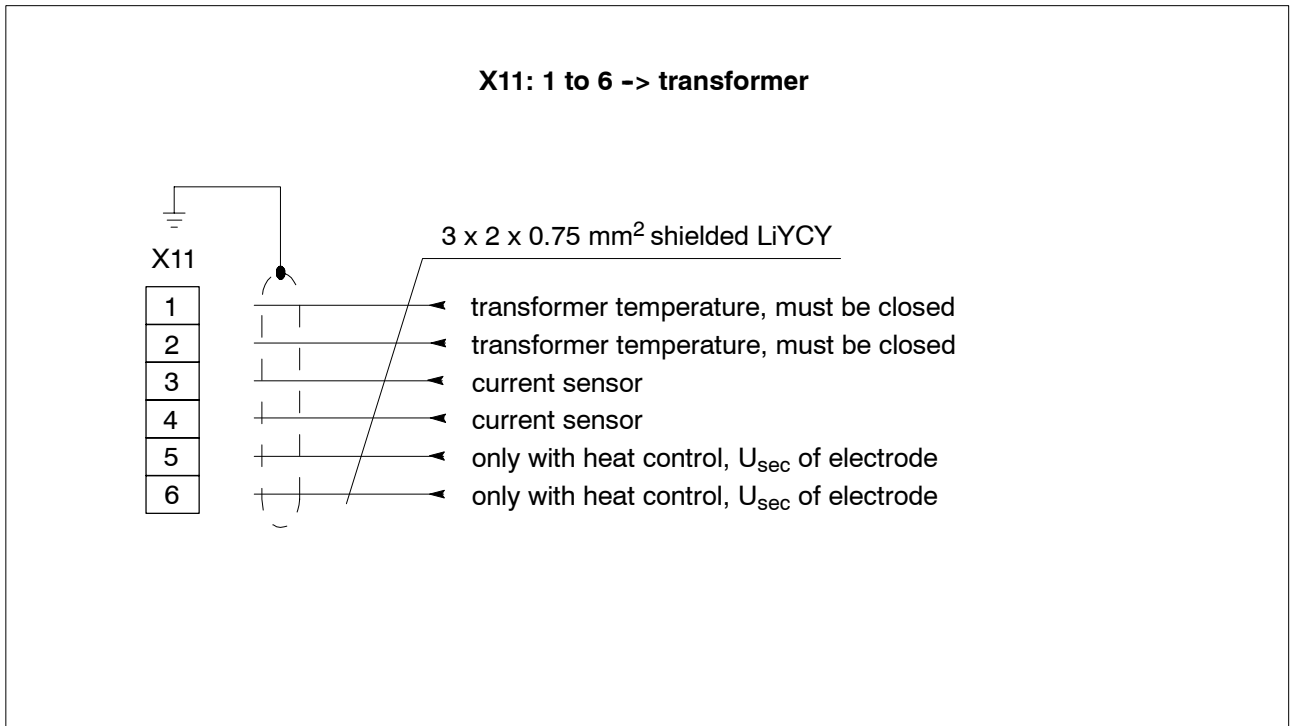 X11: 1 to 6 -> transformer
3 x 2 x 0.75 mm² shielded LiYCY
X11
1 transformer temperature, must be closed
2 transformer temperature, must be closed
3 current sensor
4 current sensor
5 only with heat control, Usec of electrode
6 only with heat control, Usec of electrode